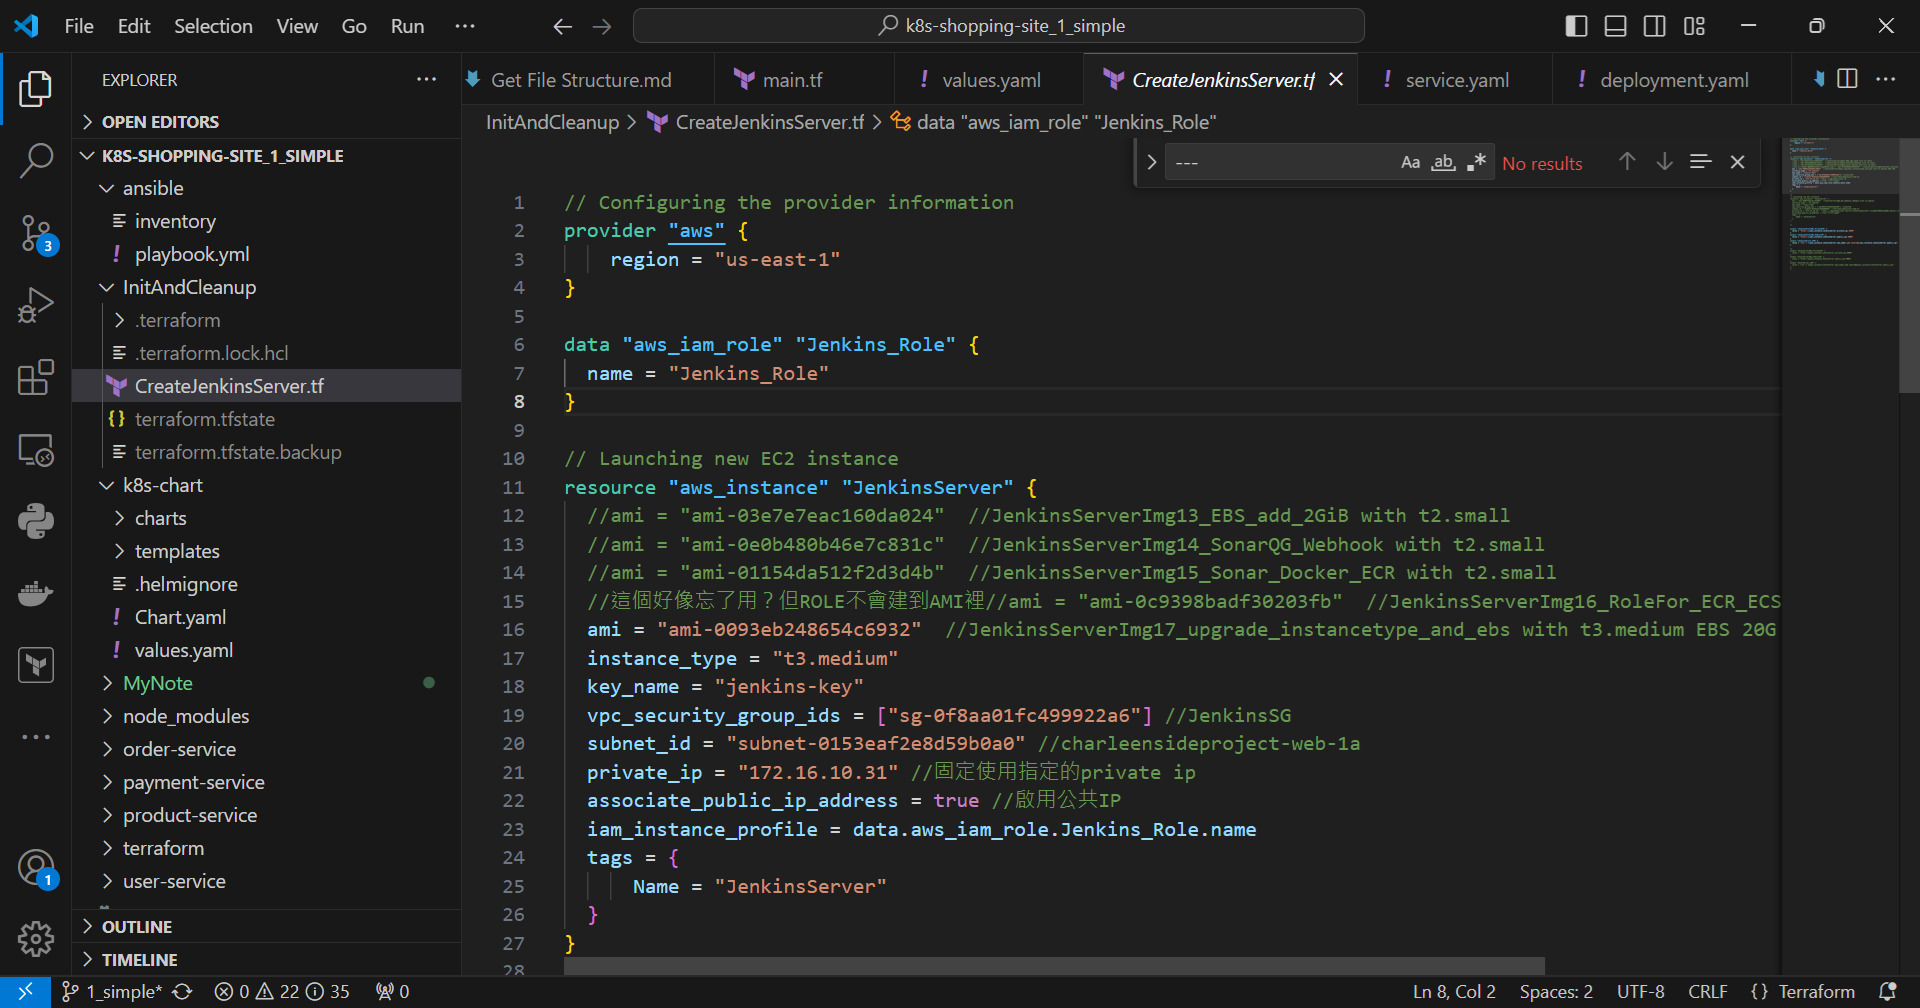 File Edit Selection View Go Run ···
k8s-shopping-site_1_simple
EXPLORER
OPEN EDITORS
K8S-SHOPPING-SITE_1_SIMPLE
ansible
inventory
playbook.yml
InitAndCleanup
.terraform
.terraform.lock.hcl
CreateJenkinsServer.tf
terraform.tfstate
terraform.tfstate.backup
k8s-chart
charts
templates
.helmignore
Chart.yaml
values.yaml
MyNote
node_modules
order-service
payment-service
product-service
terraform
user-service
OUTLINE
TIMELINE
3
1
Get File Structure.md main.tf values.yaml CreateJenkinsServer.tf service.yaml deployment.yaml
InitAndCleanup > CreateJenkinsServer.tf > data "aws_iam_role" "Jenkins_Role"
--- Aa ab .* No results
1 // Configuring the provider information
2 provider "aws" {
3 region = "us-east-1"
4 }
5
6 data "aws_iam_role" "Jenkins_Role" {
7 name = "Jenkins_Role"
8 }
9
10 // Launching new EC2 instance
11 resource "aws_instance" "JenkinsServer" {
12 //ami = "ami-03e7e7eac160da024" //JenkinsServerImg13_EBS_add_2GiB with t2.small
13 //ami = "ami-0e0b480b46e7c831c" //JenkinsServerImg14_SonarQG_Webhook with t2.small
14 //ami = "ami-01154da512f2d3d4b" //JenkinsServerImg15_Sonar_Docker_ECR with t2.small
15 //這個好像忘了用？但ROLE不會建到AMI裡//ami = "ami-0c9398badf30203fb" //JenkinsServerImg16_RoleFor_ECR_ECS
16 ami = "ami-0093eb248654c6932" //JenkinsServerImg17_upgrade_instancetype_and_ebs with t3.medium EBS 20G
17 instance_type = "t3.medium"
18 key_name = "jenkins-key"
19 vpc_security_group_ids = ["sg-0f8aa01fc499922a6"] //JenkinsSG
20 subnet_id = "subnet-0153eaf2e8d59b0a0" //charleensideproject-web-1a
21 private_ip = "172.16.10.31" //固定使用指定的private ip
22 associate_public_ip_address = true //啟用公共IP
23 iam_instance_profile = data.aws_iam_role.Jenkins_Role.name
24 tags = {
25 Name = "JenkinsServer"
26 }
27 }
28
1_simple* 0 22 35 0 Ln 8, Col 2 Spaces: 2 UTF-8 CRLF {} Terraform